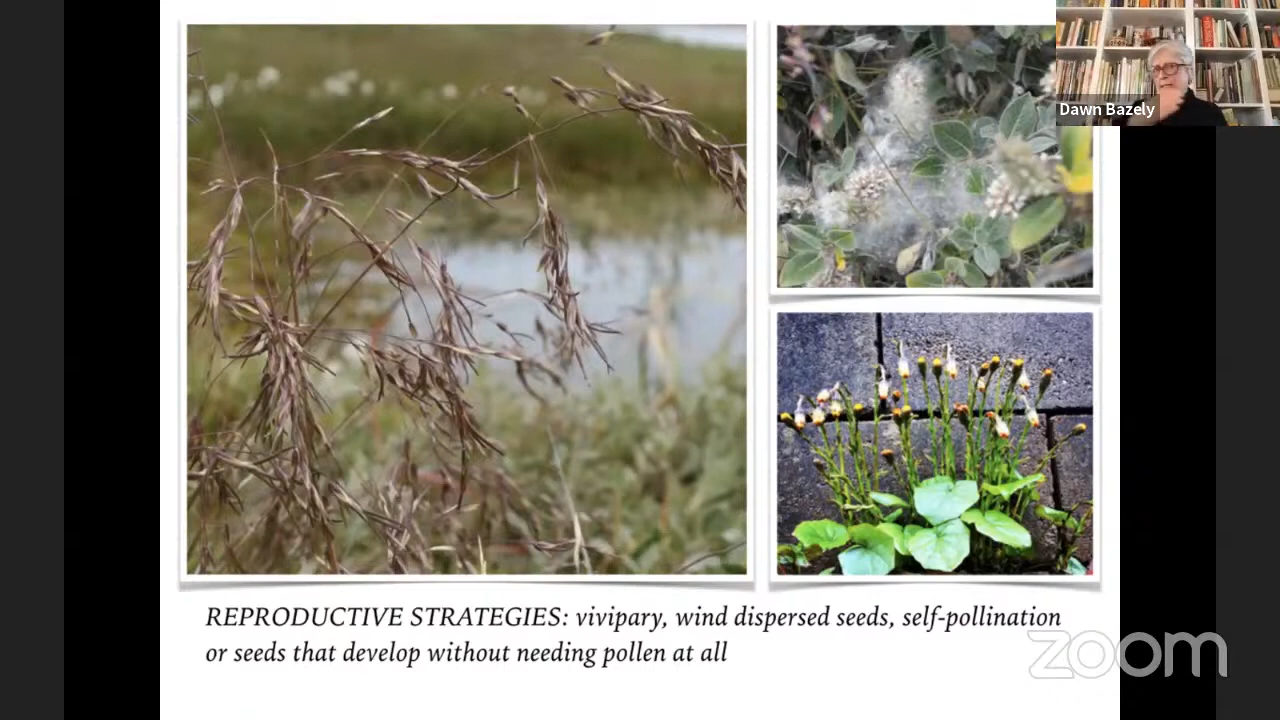 Dawn Bazely
REPRODUCTIVE STRATEGIES: vivipary, wind dispersed seeds, self-pollination
or seeds that develop without needing pollen at all
zoom